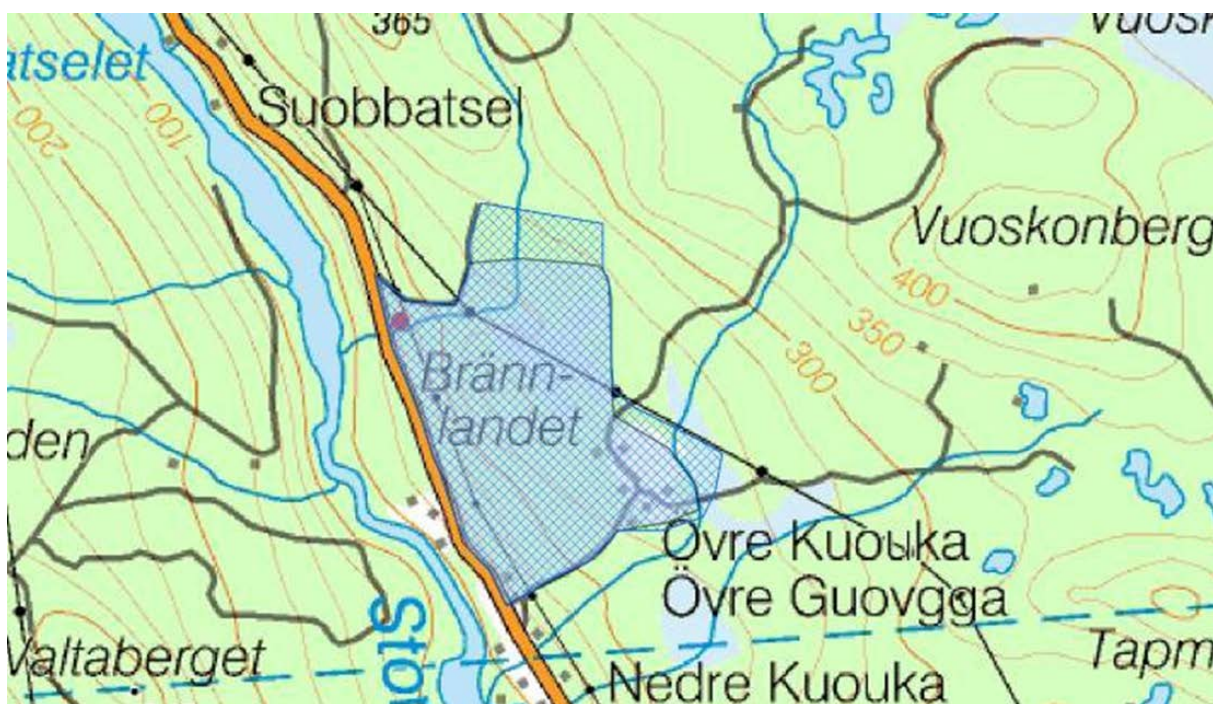 365
atselet
Suobbatsel
200
100
Vuoskonberg
400
350
300
Bränn-
landet
den
Övre Kuouka
Övre Guovgga
Valtaberget
Stor
Nedre Kuouka
Tapm